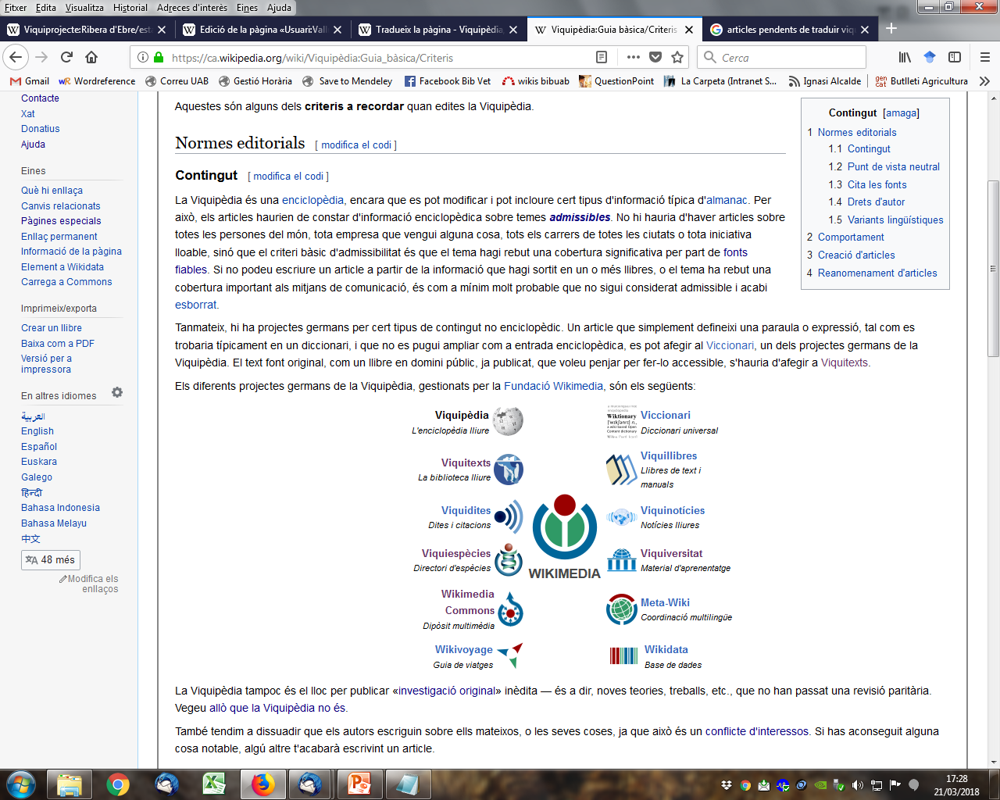 Fitxer Edita Visualitza Historial Adreces d'interès Eines Ajuda
Viquiprojecte:Ribera d'Ebre/est
Edició de la pàgina «Usuari:Vall
Tradueix la pàgina - Viquipèdia
Viquipèdia:Guia bàsica/Criteris
articles pendents de traduir viq
https://ca.wikipedia.org/wiki/Viquipèdia:Guia_bàsica/Criteris
Cerca
Gmail
Wordreference
Correu UAB
Gestió Horària
Save to Mendeley
Facebook Bib Vet
wikis bibuab
QuestionPoint
La Carpeta (Intranet S...
Ignasi Alcalde
Butlleti Agricultura
Contacte
Xat
Donatius
Ajuda
Eines
Què hi enllaça
Canvis relacionats
Pàgines especials
Enllaç permanent
Informació de la pàgina
Element a Wikidata
Carrega a Commons
Imprimeix/exporta
Crear un llibre
Baixa com a PDF
Versió per a
impressora
En altres idiomes
العربية
English
Español
Euskara
Galego
हिन्दी
Bahasa Indonesia
Bahasa Melayu
中文
48 més
Modifica els
enllaços
Aquestes són alguns dels criteris a recordar quan edites la Viquipèdia.
Normes editorials [ modifica el codi ]
Contingut [ modifica el codi ]
La Viquipèdia és una enciclopèdia, encara que es pot modificar i pot incloure cert tipus d'informació típica d'almanac. Per
això, els articles haurien de constar d'informació enciclopèdica sobre temes admissibles. No hi hauria d'haver articles sobre
totes les persones del món, tota empresa que vengui alguna cosa, tots els carrers de totes les ciutats o tota iniciativa
lloable, sinó que el criteri bàsic d'admissibilitat és que el tema hagi rebut una cobertura significativa per part de fonts
fiables. Si no podeu escriure un article a partir de la informació que hagi sortit en un o més llibres, o el tema ha rebut una
cobertura important als mitjans de comunicació, és com a mínim molt probable que no sigui considerat admissible i acabi
esborrat.
Contingut [amaga]
1 Normes editorials
1.1 Contingut
1.2 Punt de vista neutral
1.3 Cita les fonts
1.4 Drets d'autor
1.5 Variants lingüístiques
2 Comportament
3 Creació d'articles
4 Reanomenament d'articles
Tanmateix, hi ha projectes germans per cert tipus de contingut no enciclopèdic. Un article que simplement defineixi una paraula o expressió, tal com es
trobaria típicament en un diccionari, i que no es pugui ampliar com a entrada enciclopèdica, es pot afegir al Viccionari, un dels projectes germans de la
Viquipèdia. El text font original, com un llibre en domini públic, ja publicat, que voleu penjar per fer-lo accessible, s'hauria d'afegir a Viquitexts.
Els diferents projectes germans de la Viquipèdia, gestionats per la Fundació Wikimedia, són els següents:
Viquipèdia
L'enciclopèdia lliure
Viccionari
Diccionari universal
Viquitexts
La biblioteca lliure
Viquillibres
Llibres de text i
manuals
Viquidites
Dites i citacions
Viquinotícies
Notícies lliures
Viquiespècies
Directori d'espècies
WIKIMEDIA
Viquiversitat
Material d'aprenentatge
Wikimedia
Commons
Dipòsit multimèdia
Meta-Wiki
Coordinació multilingüe
Wikivoyage
Guia de viatges
Wikidata
Base de dades
La Viquipèdia tampoc és el lloc per publicar «investigació original» inèdita — és a dir, noves teories, treballs, etc., que no han passat una revisió paritària.
Vegeu allò que la Viquipèdia no és.
També tendim a dissuadir que els autors escriguin sobre ells mateixos, o les seves coses, ja que això és un conflicte d'interessos. Si has aconseguit alguna
cosa notable, algú altre t'acabarà escrivint un article.
17:28
21/03/2018